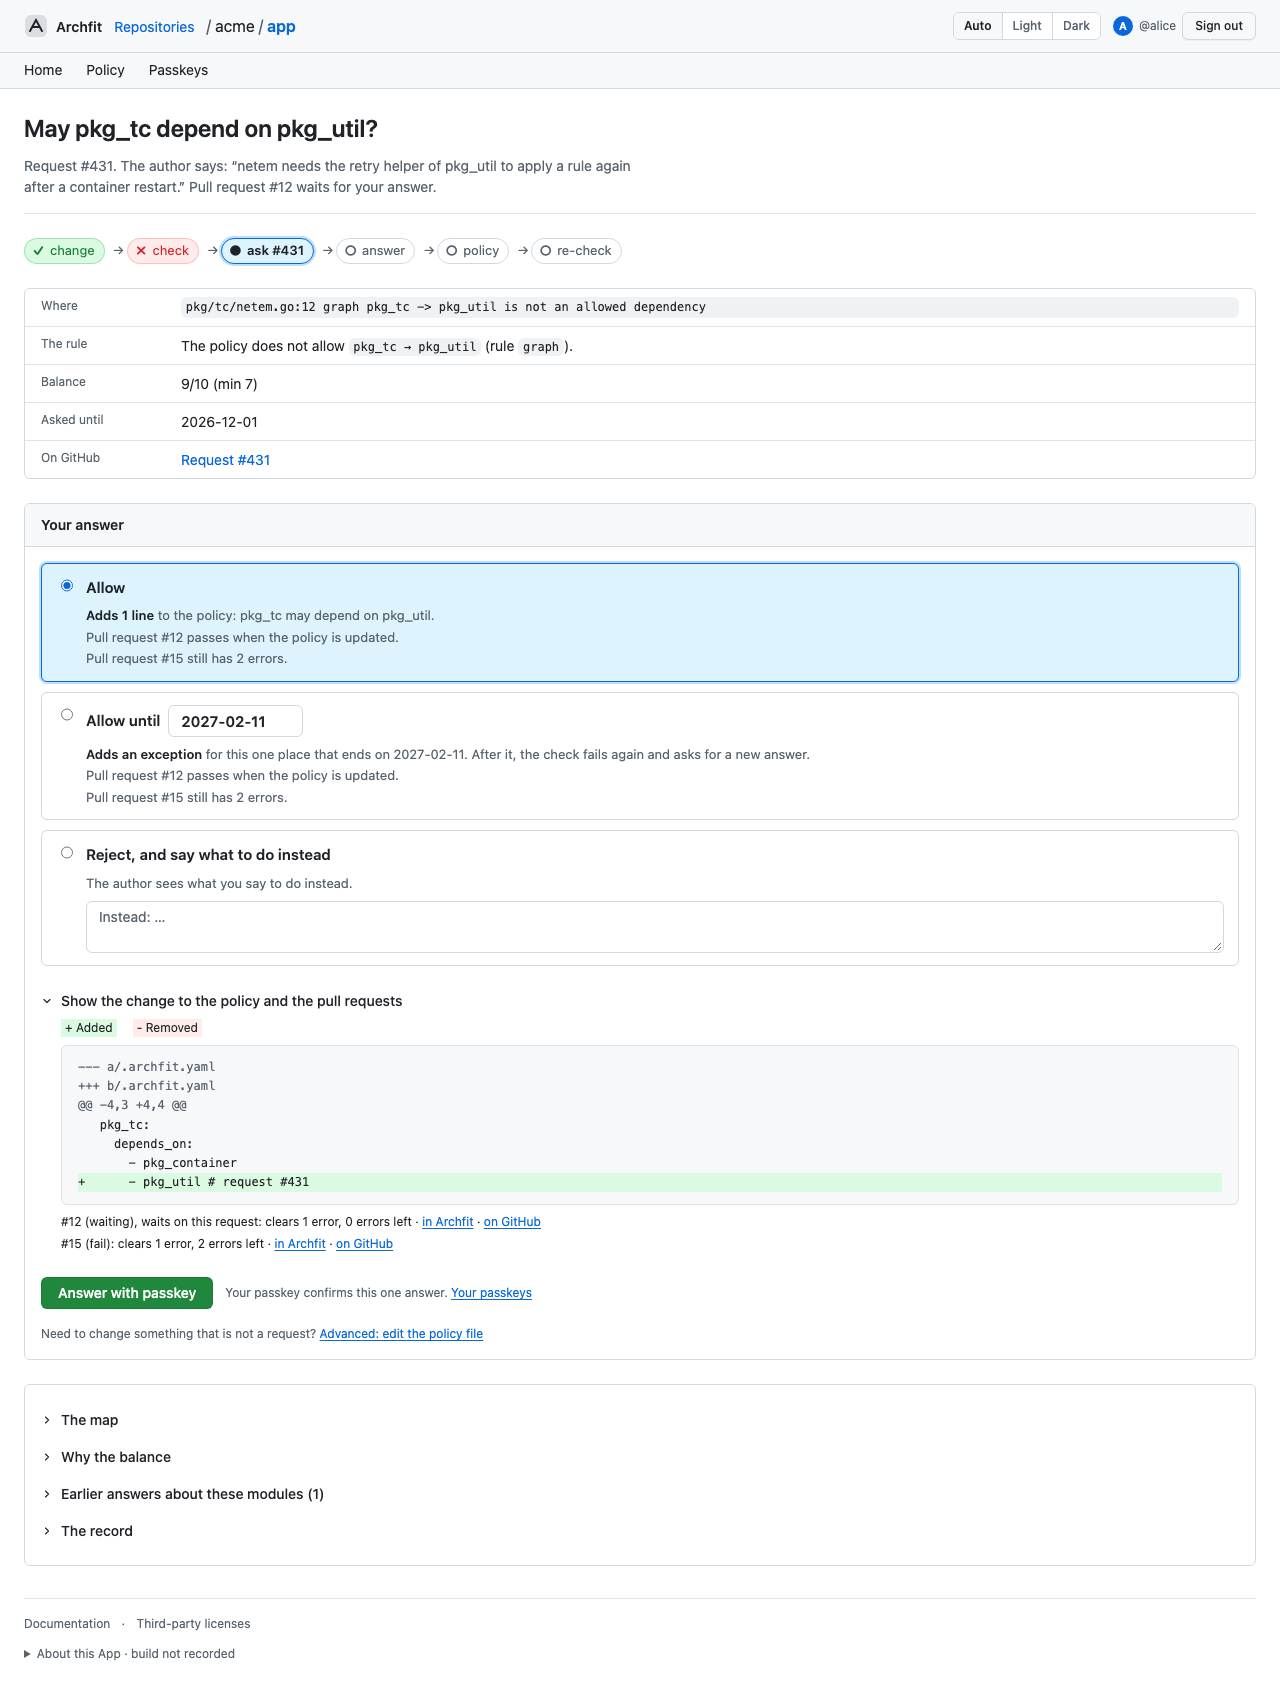 Archfit Repositories / acme / app
Auto Light Dark A @alice Sign out
Home Policy Passkeys
May pkg_tc depend on pkg_util?
Request #431. The author says: “netem needs the retry helper of pkg_util to apply a rule again
after a container restart.” Pull request #12 waits for your answer.
change → check → ask #431 → answer → policy → re-check
Where pkg/tc/netem.go:12 graph pkg_tc -> pkg_util is not an allowed dependency
The rule The policy does not allow pkg_tc → pkg_util (rule graph ).
Balance 9/10 (min 7)
Asked until 2026-12-01
On GitHub Request #431
Your answer
Allow
Adds 1 line to the policy: pkg_tc may depend on pkg_util.
Pull request #12 passes when the policy is updated.
Pull request #15 still has 2 errors.
Allow until 2027-02-11
Adds an exception for this one place that ends on 2027-02-11. After it, the check fails again and asks for a new answer.
Pull request #12 passes when the policy is updated.
Pull request #15 still has 2 errors.
Reject, and say what to do instead
The author sees what you say to do instead.
Instead: ...
Show the change to the policy and the pull requests
+ Added - Removed
--- a/.archfit.yaml
+++ b/.archfit.yaml
@@ -4,3 +4,4 @@
pkg_tc:
depends_on:
- pkg_container
+ - pkg_util # request #431
#12 (waiting), waits on this request: clears 1 error, 0 errors left · in Archfit · on GitHub
#15 (fail): clears 1 error, 2 errors left · in Archfit · on GitHub
Answer with passkey Your passkey confirms this one answer. Your passkeys
Need to change something that is not a request? Advanced: edit the policy file
The map
Why the balance
Earlier answers about these modules (1)
The record
Documentation · Third-party licenses
About this App · build not recorded